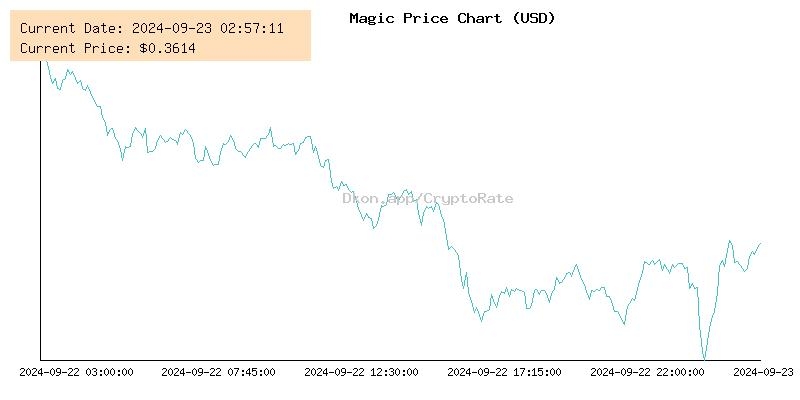 Magic Price Chart (USD)
Current Date: 2024-09-23 02:57:11
Current Price: $0.3614
Dkon.app/CryptoRate
2024-09-22 03:00:00
2024-09-22 07:45:00
2024-09-22 12:30:00
2024-09-22 17:15:00
2024-09-22 22:00:00
2024-09-23